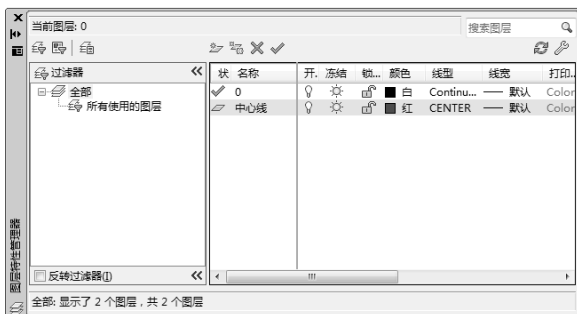 当前图层: 0
搜索图层
过滤器
全部
所有使用的图层
反转过滤器(I)
状 名称 开. 冻结 锁... 颜色 线型 线宽 打印..
0 白 Continu... 默认 Color
中心线 红 CENTER 默认 Color
图层特性管理器
全部: 显示了 2 个图层，共 2 个图层